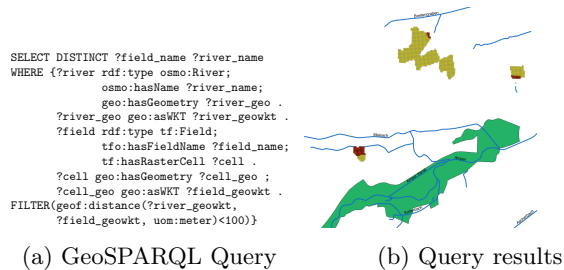 SELECT DISTINCT ?field_name ?river_name
WHERE {?river rdf:type osmo:River;
osmo:hasName ?river_name;
geo:hasGeometry ?river_geo .
?river_geo geo:asWKT ?river_geowkt .
?field rdf:type tf:Field;
tfo:hasFieldName ?field_name;
tf:hasRasterCell ?cell .
?cell geo:hasGeometry ?cell_geo ;
?cell_geo geo:asWKT ?field_geowkt .
FILTER(geof:distance(?river_geowkt,
?field_geowkt, uom:meter)<100)}
(a) GeoSPARQL Query
(b) Query results